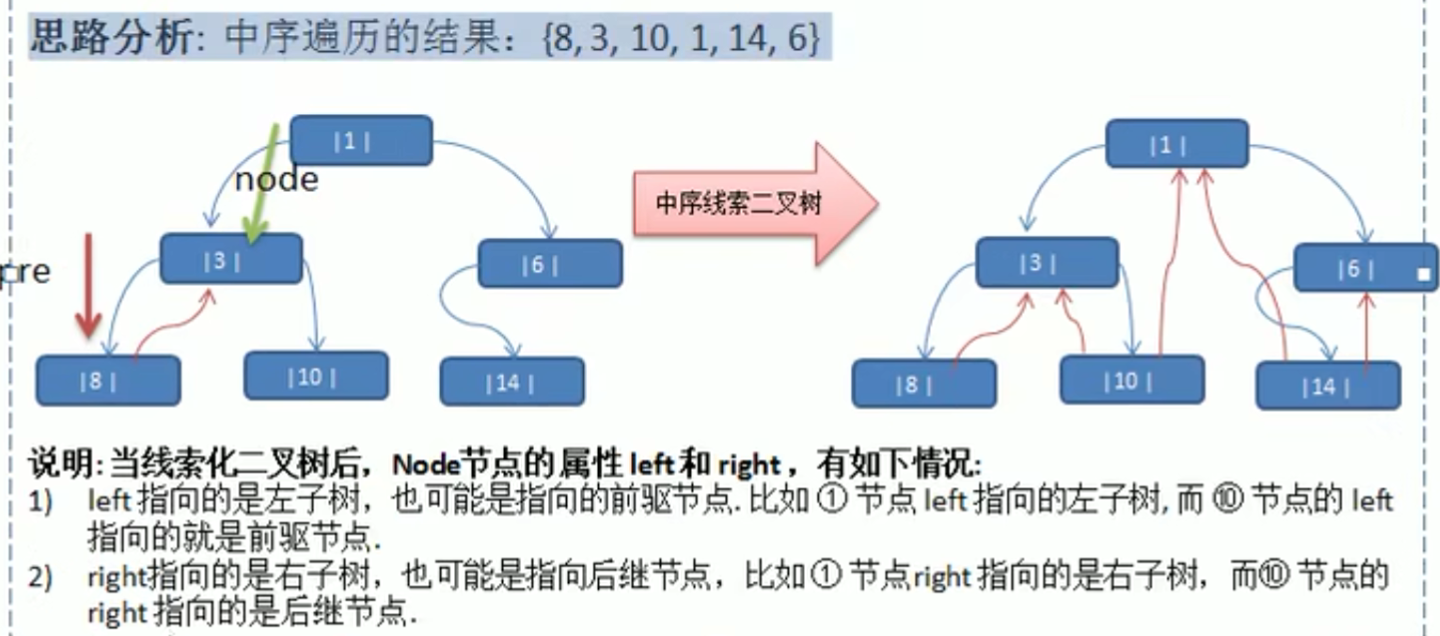 思路分析: 中序遍历的结果：{8, 3, 10, 1, 14, 6}
|1 |
node
|3 |
|6 |
pre
|8 |
|10 |
|14 |
中序线索二叉树
|1 |
|3 |
|6 |
|8 |
|10 |
|14 |
说明: 当线索化二叉树后，Node节点的属性 left 和 right ，有如下情况:
1) left 指向的是左子树，也可能是指向的前驱节点. 比如 ① 节点 left 指向的左子树, 而 ⑩ 节点的 left
指向的就是前驱节点.
2) right指向的是右子树，也可能是指向后继节点，比如 ① 节点right 指向的是右子树，而⑩ 节点的
right 指向的是后继节点.